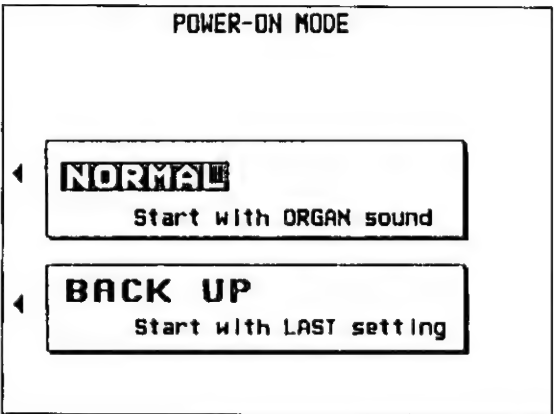 POWER-ON MODE
NORMAL
Start with ORGAN sound
BACK UP
Start with LAST setting